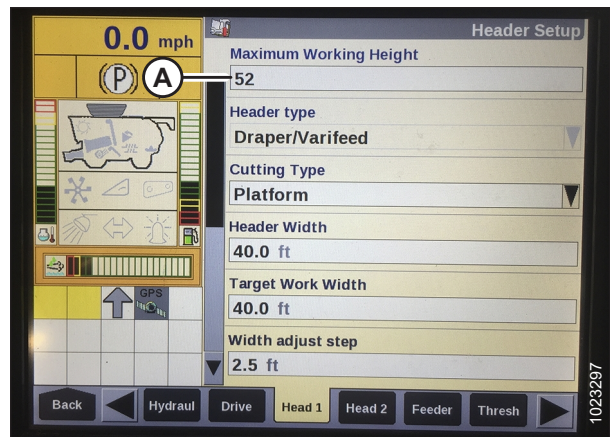 0.0 mph
Header Setup
(P)
A
Maximum Working Height
52
Header type
Draper/Varifeed
Cutting Type
Platform
Header Width
40.0 ft
Target Work Width
40.0 ft
Width adjust step
2.5 ft
GPS
Back
Hydraul
Drive
Head 1
Head 2
Feeder
Thresh
1023297